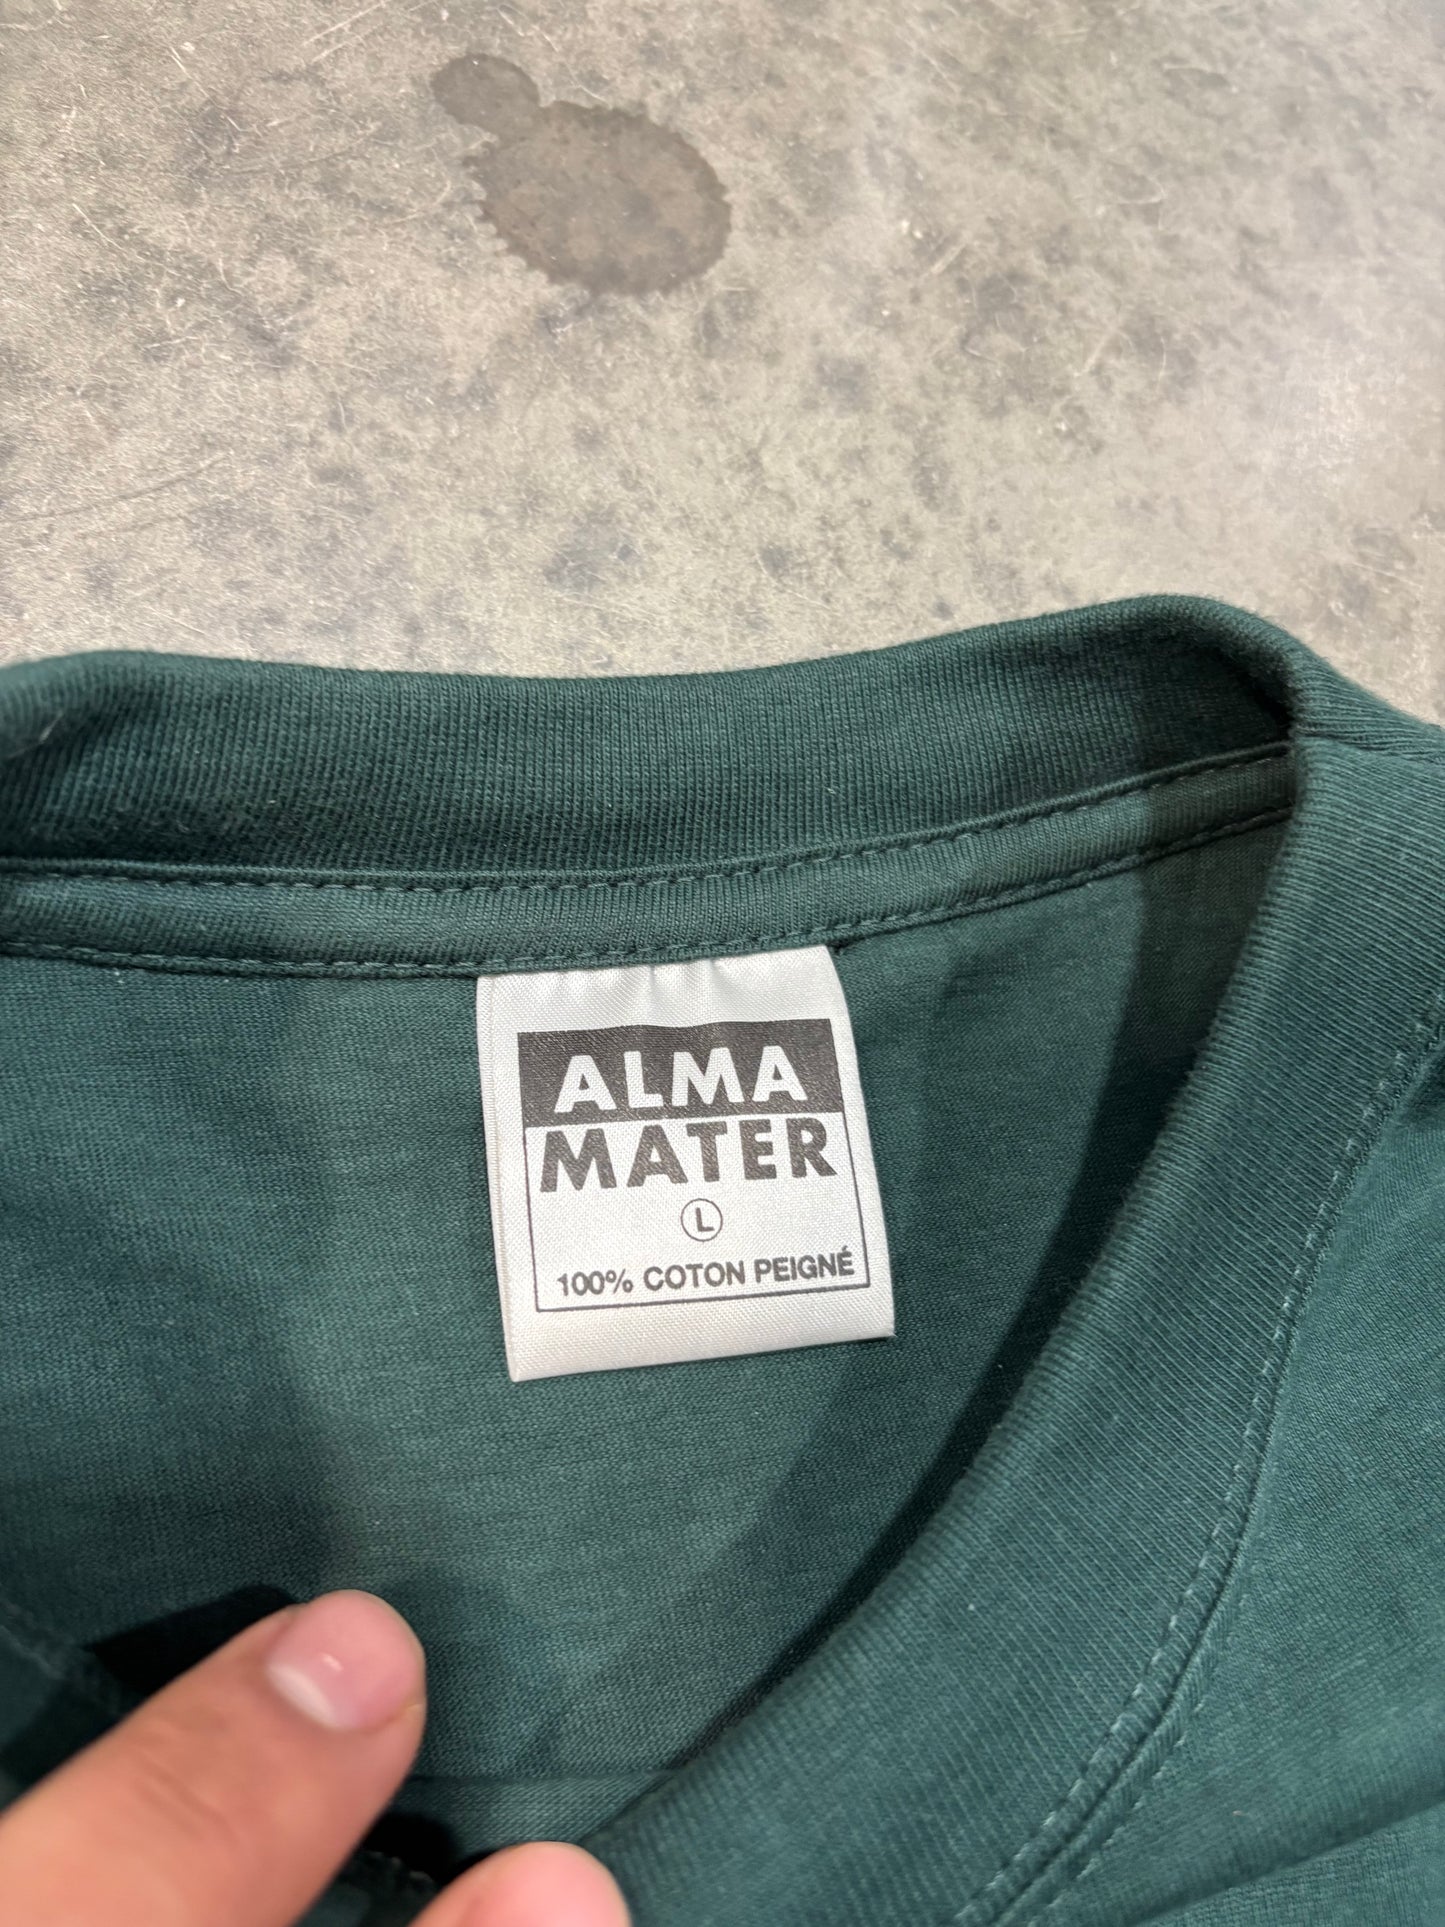 ALMA
MATER
L
100% COTON PEIGNÉ